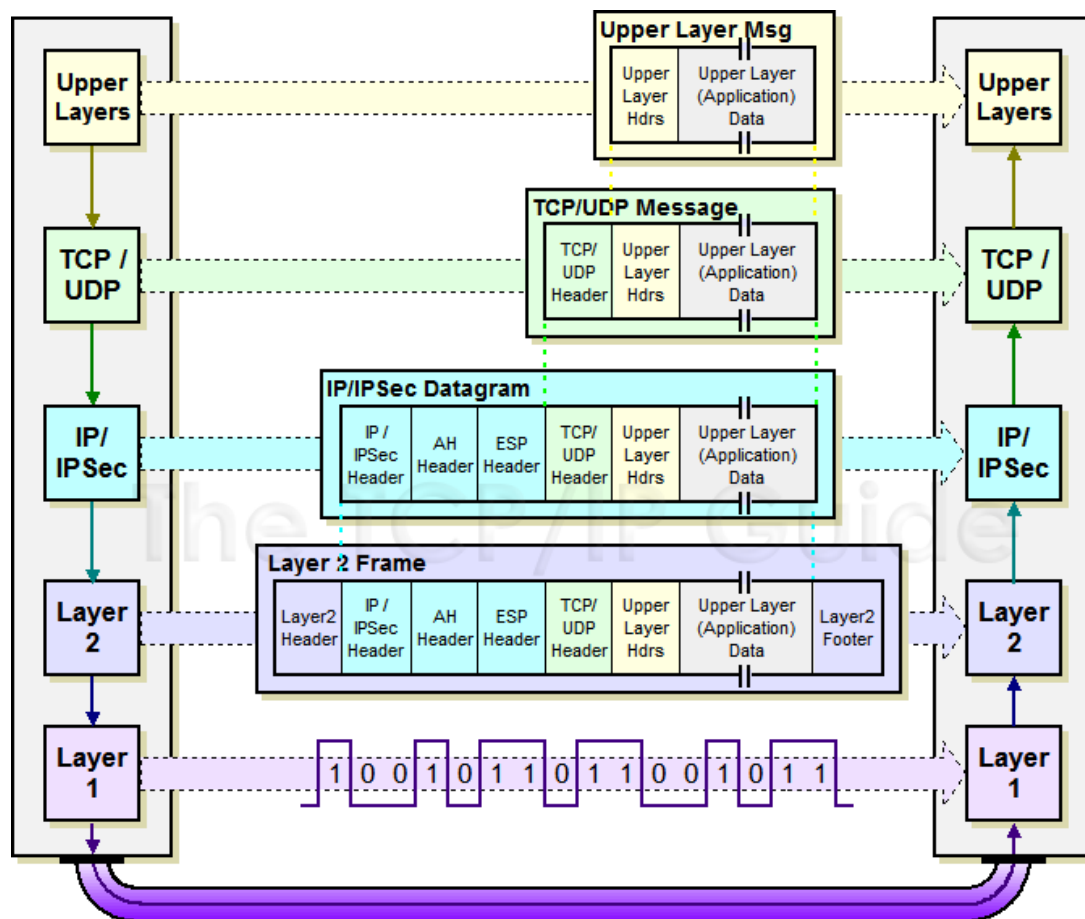 Upper Layer Msg
Upper
Layers
Upper
Layer
Hdrs
Upper Layer
(Application)
Data
Upper
Layers
TCP/UDP Message
TCP /
UDP
TCP/
UDP
Header
Upper
Layer
Hdrs
Upper Layer
(Application)
Data
TCP /
UDP
IP/IPSec Datagram
IP/
IPSec
IP /
IPSec
Header
AH
Header
ESP
Header
TCP/
UDP
Header
Upper
Layer
Hdrs
Upper Layer
(Application)
Data
IP/
IPSec
The TCP/IP Guide
Layer 2 Frame
Layer
2
Layer2
Header
IP /
IPSec
Header
AH
Header
ESP
Header
TCP/
UDP
Header
Upper
Layer
Hdrs
Upper Layer
(Application)
Data
Layer2
Footer
Layer
2
Layer
1
1 0 0 1 0 1 1 0 1 1 0 0 1 0 1 1
Layer
1